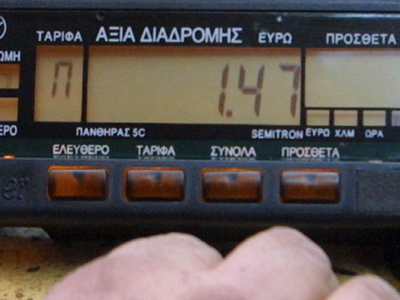 ΤΑΡΙΦΑ ΑΞΙΑ ΔΙΑΔΡΟΜΗΣ ΕΥΡΩ ΠΡΟΣΘΕΤΑ
Π 1.47
ΠΑΝΘΗΡΑΣ 5C SEMITRON ΕΥΡΩ ΧΛΜ ΩΡΑ
ΕΛΕΥΘΕΡΟ ΤΑΡΙΦΑ ΣΥΝΟΛΑ ΠΡΟΣΘΕΤΑ